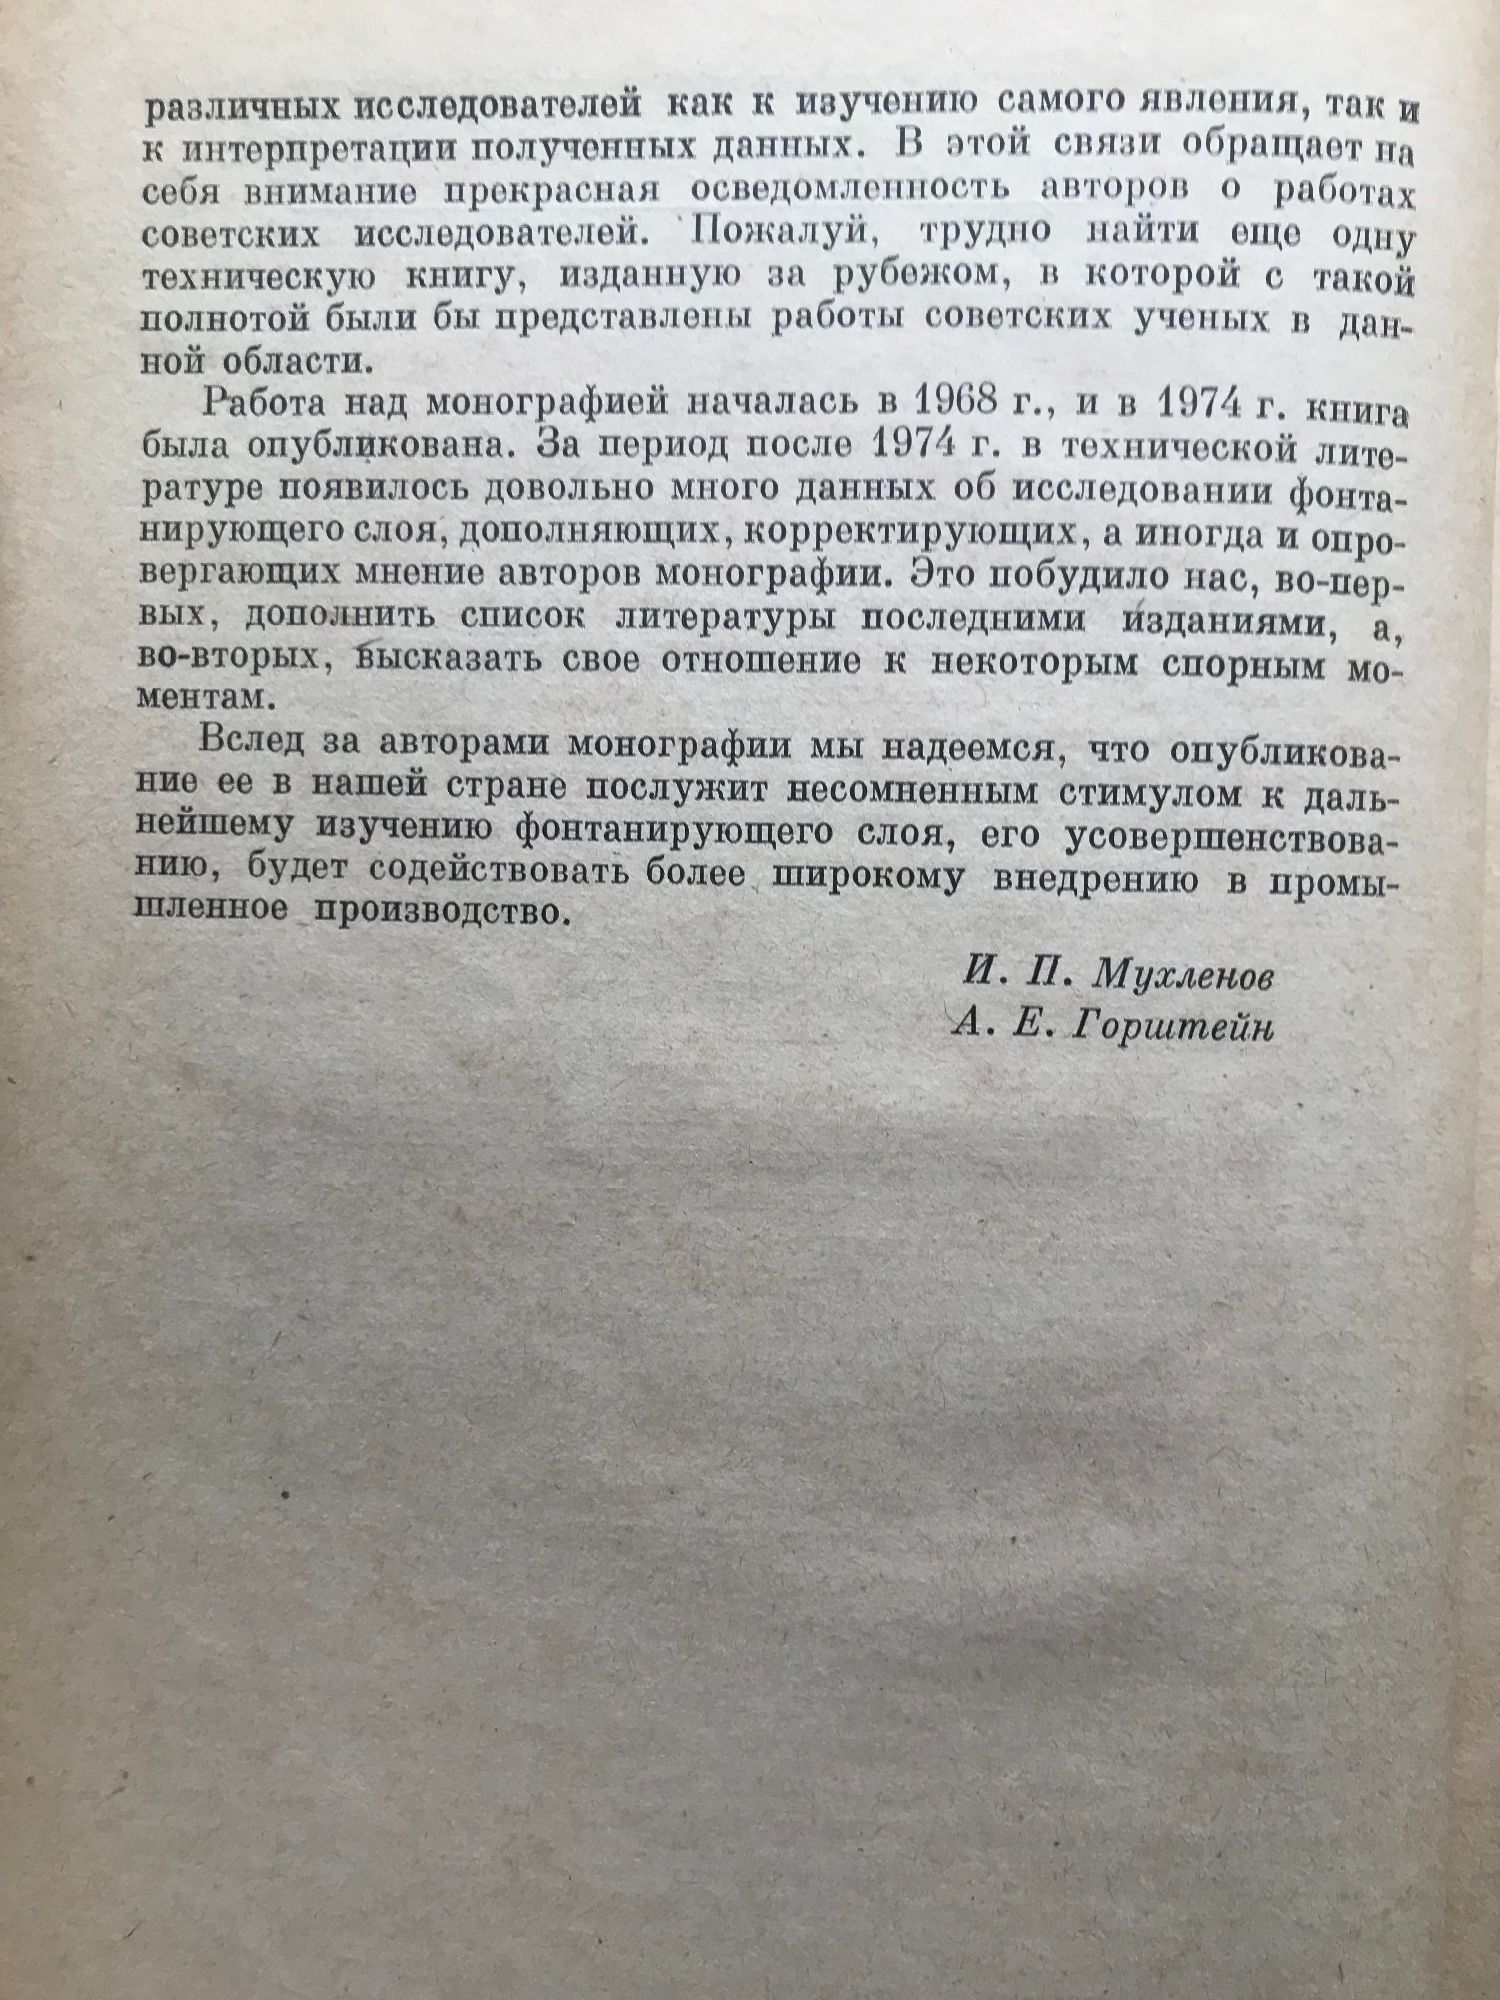 различных исследователей как к изучению самого явления, так и
к интерпретации полученных данных. В этой связи обращает на
себя внимание прекрасная осведомленность авторов о работах
советских исследователей. Пожалуй, трудно найти еще одну
техническую книгу, изданную за рубежом, в которой с такой
полнотой были бы представлены работы советских ученых в дан-
ной области.
Работа над монографией началась в 1968 г., и в 1974 г. книга
была опубликована. За период после 1974 г. в технической лите-
ратуре появилось довольно много данных об исследовании фонта-
нирующего слоя, дополняющих, корректирующих, а иногда и опро-
вергающих мнение авторов монографии. Это побудило нас, во-пер-
вых, дополнить список литературы последними изданиями, а,
во-вторых, высказать свое отношение к некоторым спорным мо-
ментам.
Вслед за авторами монографии мы надеемся, что опубликова-
ние ее в нашей стране послужит несомненным стимулом к даль-
нейшему изучению фонтанирующего слоя, его усовершенствова-
нию, будет содействовать более широкому внедрению в промы-
шленное производство.
И. П. Мухленов
А. Е. Горштейн